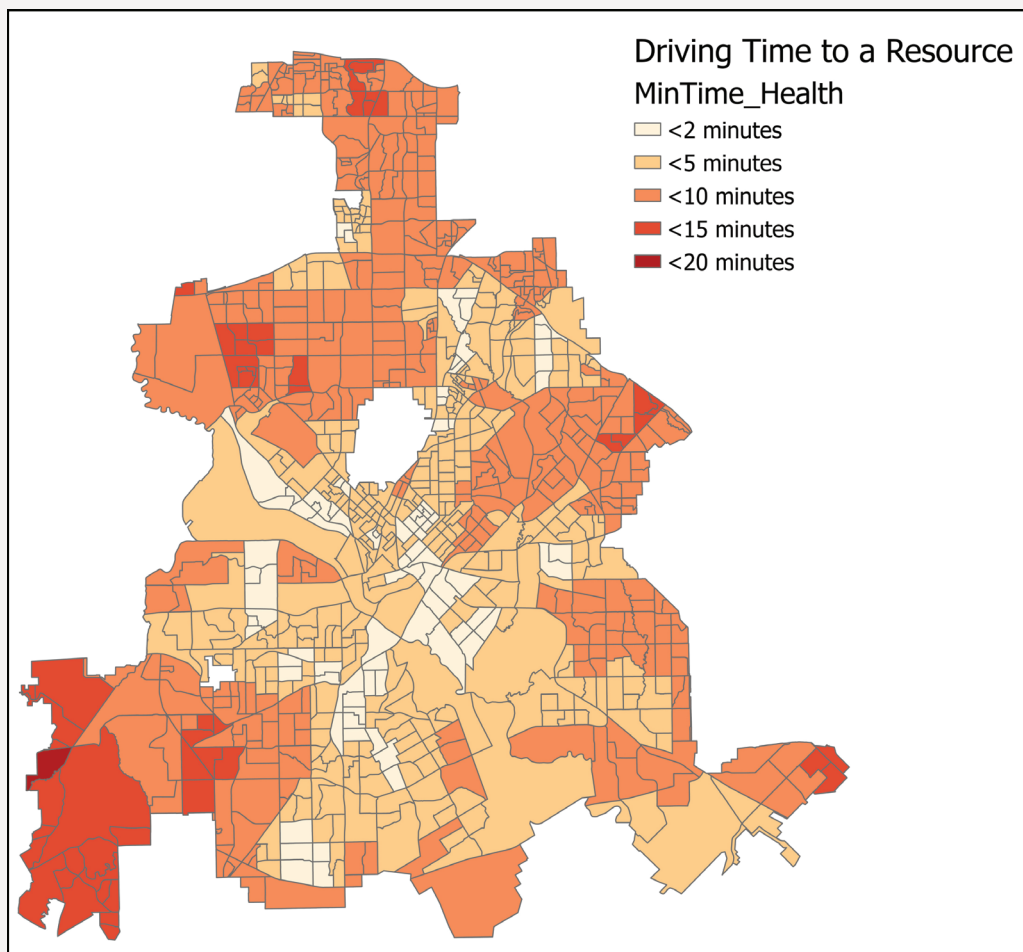 Driving Time to a Resource
MinTime_Health
<2 minutes
<5 minutes
<10 minutes
<15 minutes
<20 minutes